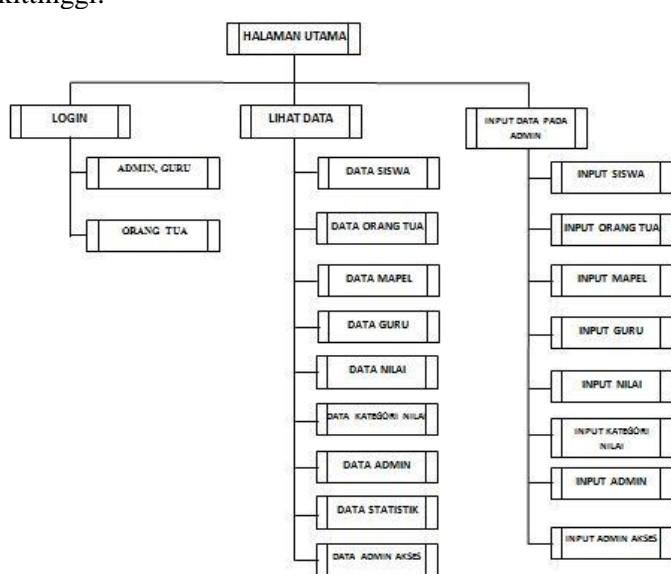 HALAMAN UTAMA
LOGIN
ADMIN, GURU
ORANG TUA
LIHAT DATA
DATA SISWA
DATA ORANG TUA
DATA MAPEL
DATA GURU
DATA NILAI
DATA KATEGORI NILAI
DATA ADMIN
DATA STATISTIK
DATA ADMIN AKSES
INPUT DATA PADA
ADMIN
INPUT SISWA
INPUT ORANG TUA
INPUT MAPEL
INPUT GURU
INPUT NILAI
INPUT KATEGORI
NILAI
INPUT ADMIN
INPUT ADMIN AKSES